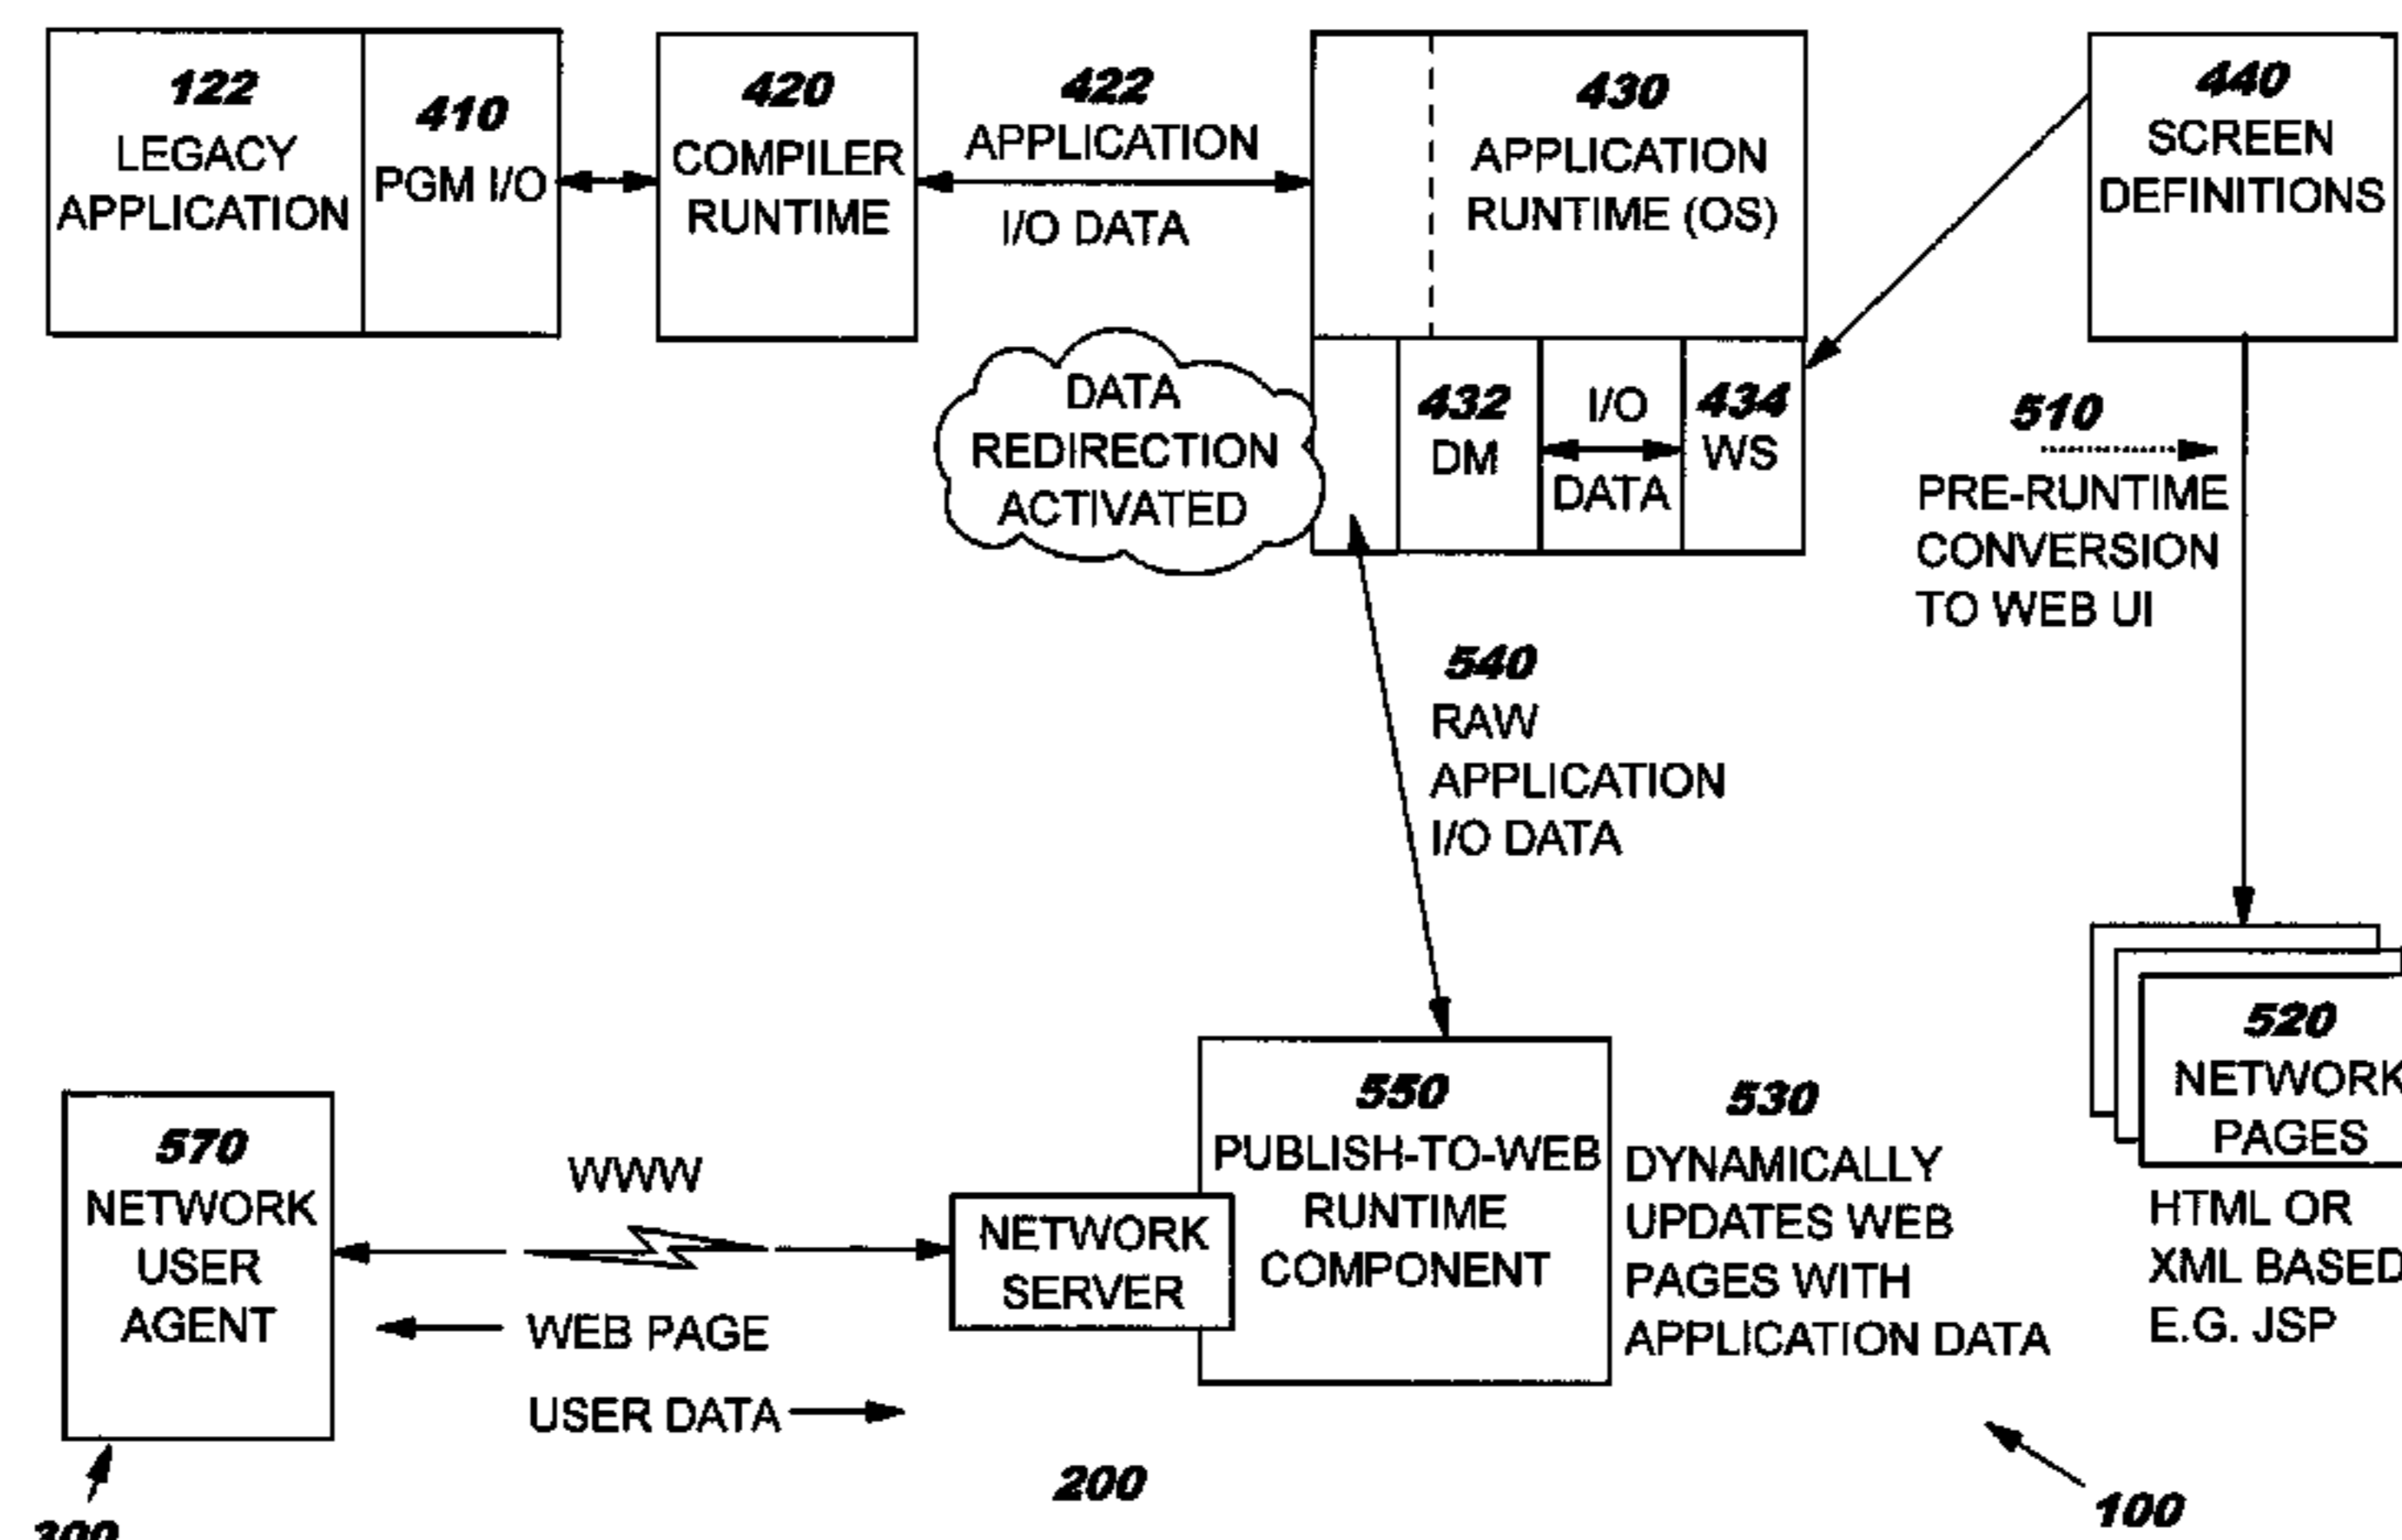 122
LEGACY
APPLICATION
410
PGM I/O
420
COMPILER
RUNTIME
422
APPLICATION
I/O DATA
430
APPLICATION
RUNTIME (OS)
440
SCREEN
DEFINITIONS
DATA
REDIRECTION
ACTIVATED
432
DM
I/O
DATA
434
WS
510
PRE-RUNTIME
CONVERSION
TO WEB UI
540
RAW
APPLICATION
I/O DATA
520
NETWORK
PAGES
HTML OR
XML BASED
E.G. JSP
550
PUBLISH-TO-WEB
RUNTIME
COMPONENT
530
DYNAMICALLY
UPDATES WEB
PAGES WITH
APPLICATION DATA
NETWORK
SERVER
570
NETWORK
USER
AGENT
WWW
WEB PAGE
USER DATA
300
200
100